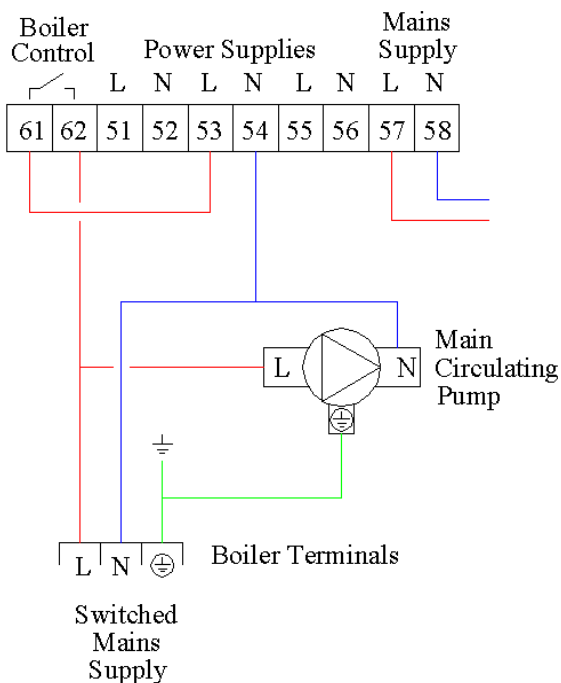 Boiler
Control
Power Supplies
Mains
Supply
L N L N L N L N
61 62 51 52 53 54 55 56 57 58
L
N
Main
Circulating
Pump
L N
Boiler Terminals
Switched
Mains
Supply